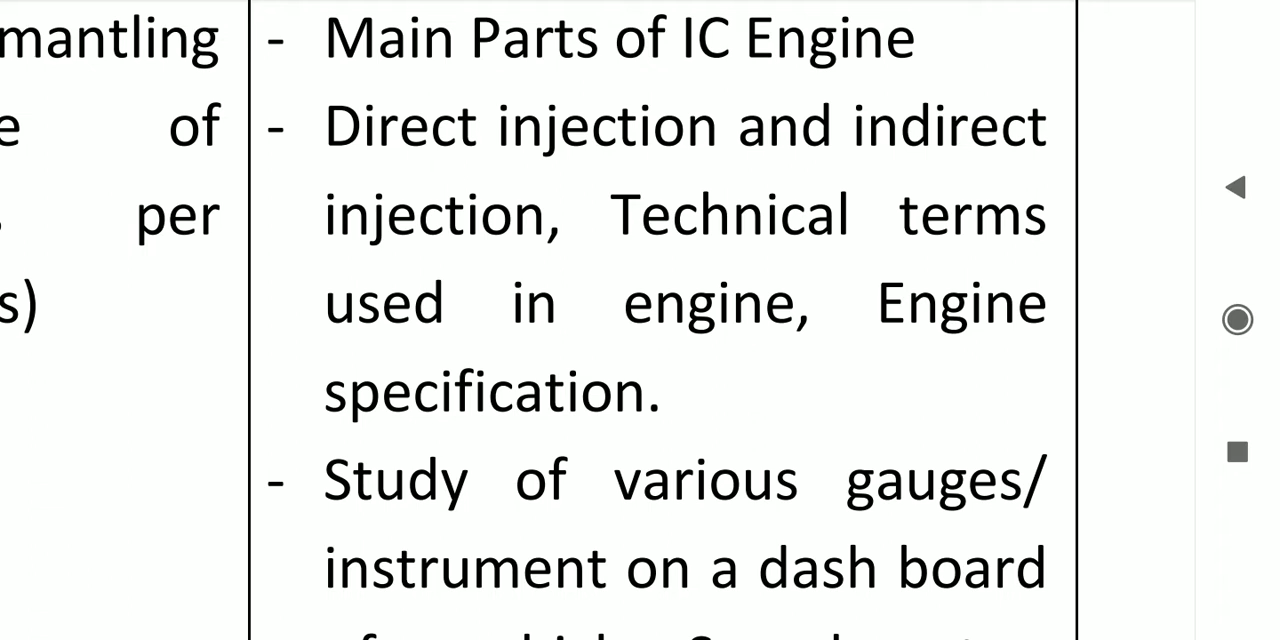 mantling
e of
per
s)
- Main Parts of IC Engine
- Direct injection and indirect
injection, Technical terms
used in engine, Engine
specification.
- Study of various gauges/
instrument on a dash board